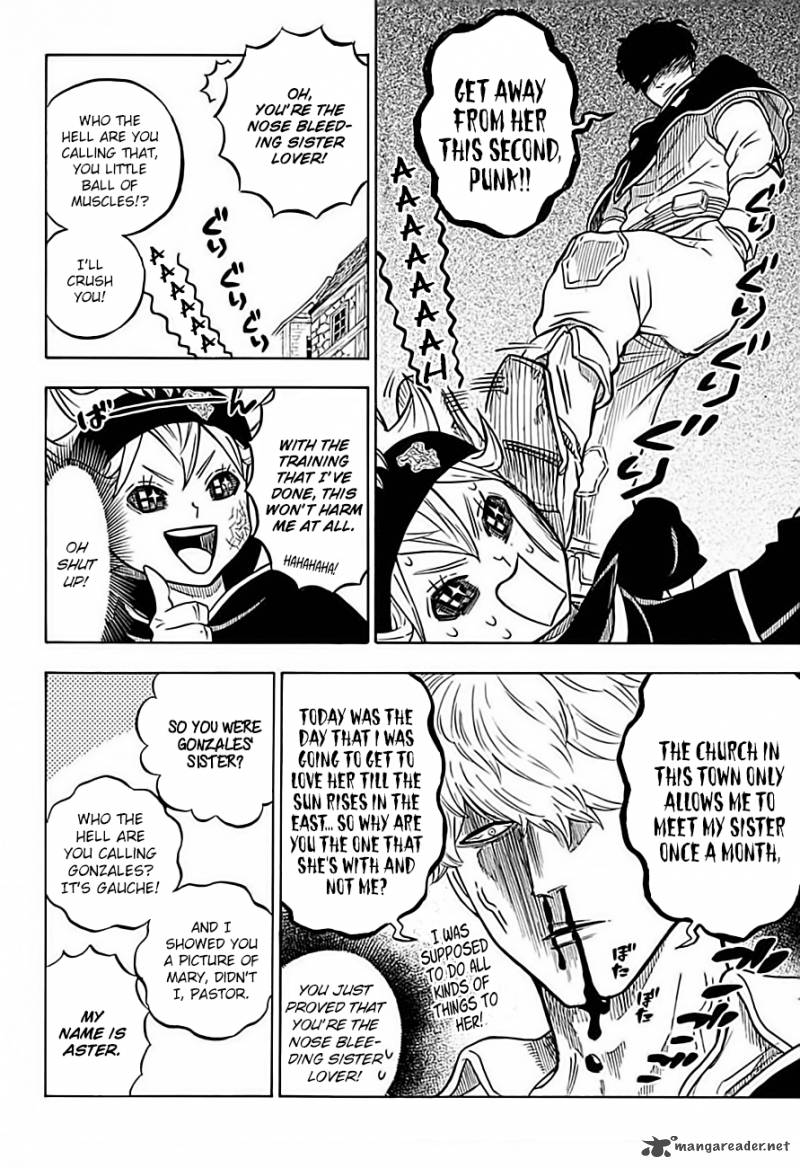 GET AWAY
FROM HER
THIS SECOND,
PUNK!!
AAAAAAAAH
ぐりぐりぐり
OH,
YOU'RE THE
NOSE BLEED-
ING SISTER
LOVER!
WHO THE
HELL ARE YOU
CALLING THAT,
YOU LITTLE
BALL OF
MUSCLES!?
I'LL
CRUSH
YOU!
ぐりぐりぐり
A AAAAA
ばーん
WITH THE
TRAINING
THAT I'VE
DONE, THIS
WON'T HARM
ME AT ALL.
HAHAHAHA!
OH
SHUT
UP!
THE CHURCH IN
THIS TOWN ONLY
ALLOWS ME TO
MEET MY SISTER
ONCE A MONTH,
TODAY WAS THE
DAY THAT I WAS
GOING TO GET TO
LOVE HER TILL THE
SUN RISES IN THE
EAST... SO WHY ARE
YOU THE ONE THAT
SHE'S WITH AND
NOT ME?
I WAS
SUPPOSED
TO DO ALL
KINDS OF
THINGS TO
HER!
ぼた
ぼた
YOU JUST
PROVED THAT
YOU'RE THE
NOSE BLEE-
DING SISTER
LOVER!
SO YOU WERE
GONZALES'
SISTER?
WHO THE
HELL ARE
YOU CALLING
GONZALES?
IT'S GAUCHE!
AND I
SHOWED YOU
A PICTURE OF
MARY, DIDN'T
I, PASTOR.
MY
NAME IS
ASTER.
mangareader.net